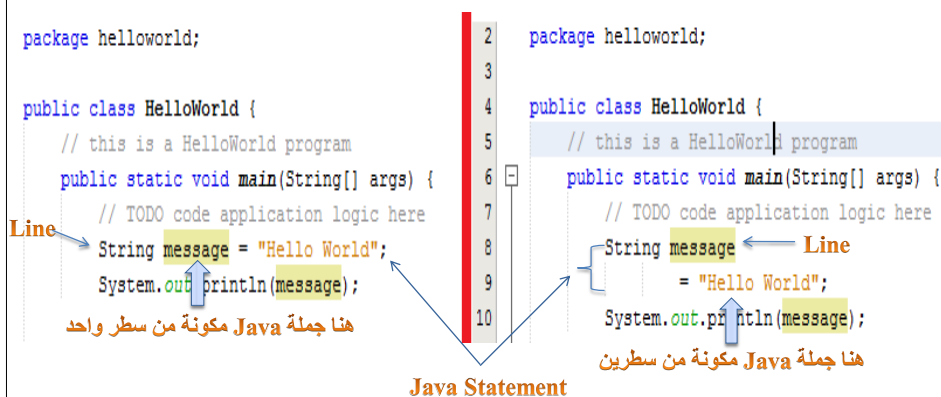 package helloworld;
public class HelloWorld {
// this is a HelloWorld program
public static void main(String[] args) {
// TODO code application logic here
Line
String message = "Hello World";
System.out.println(message);
هنا جملة Java مكونة من سطر واحد
2 package helloworld;
3
4 public class HelloWorld {
5 // this is a HelloWorld program
6 public static void main(String[] args) {
7 // TODO code application logic here
8 String message
Line
9 = "Hello World";
10 System.out.println(message);
هنا جملة Java مكونة من سطرين
Java Statement